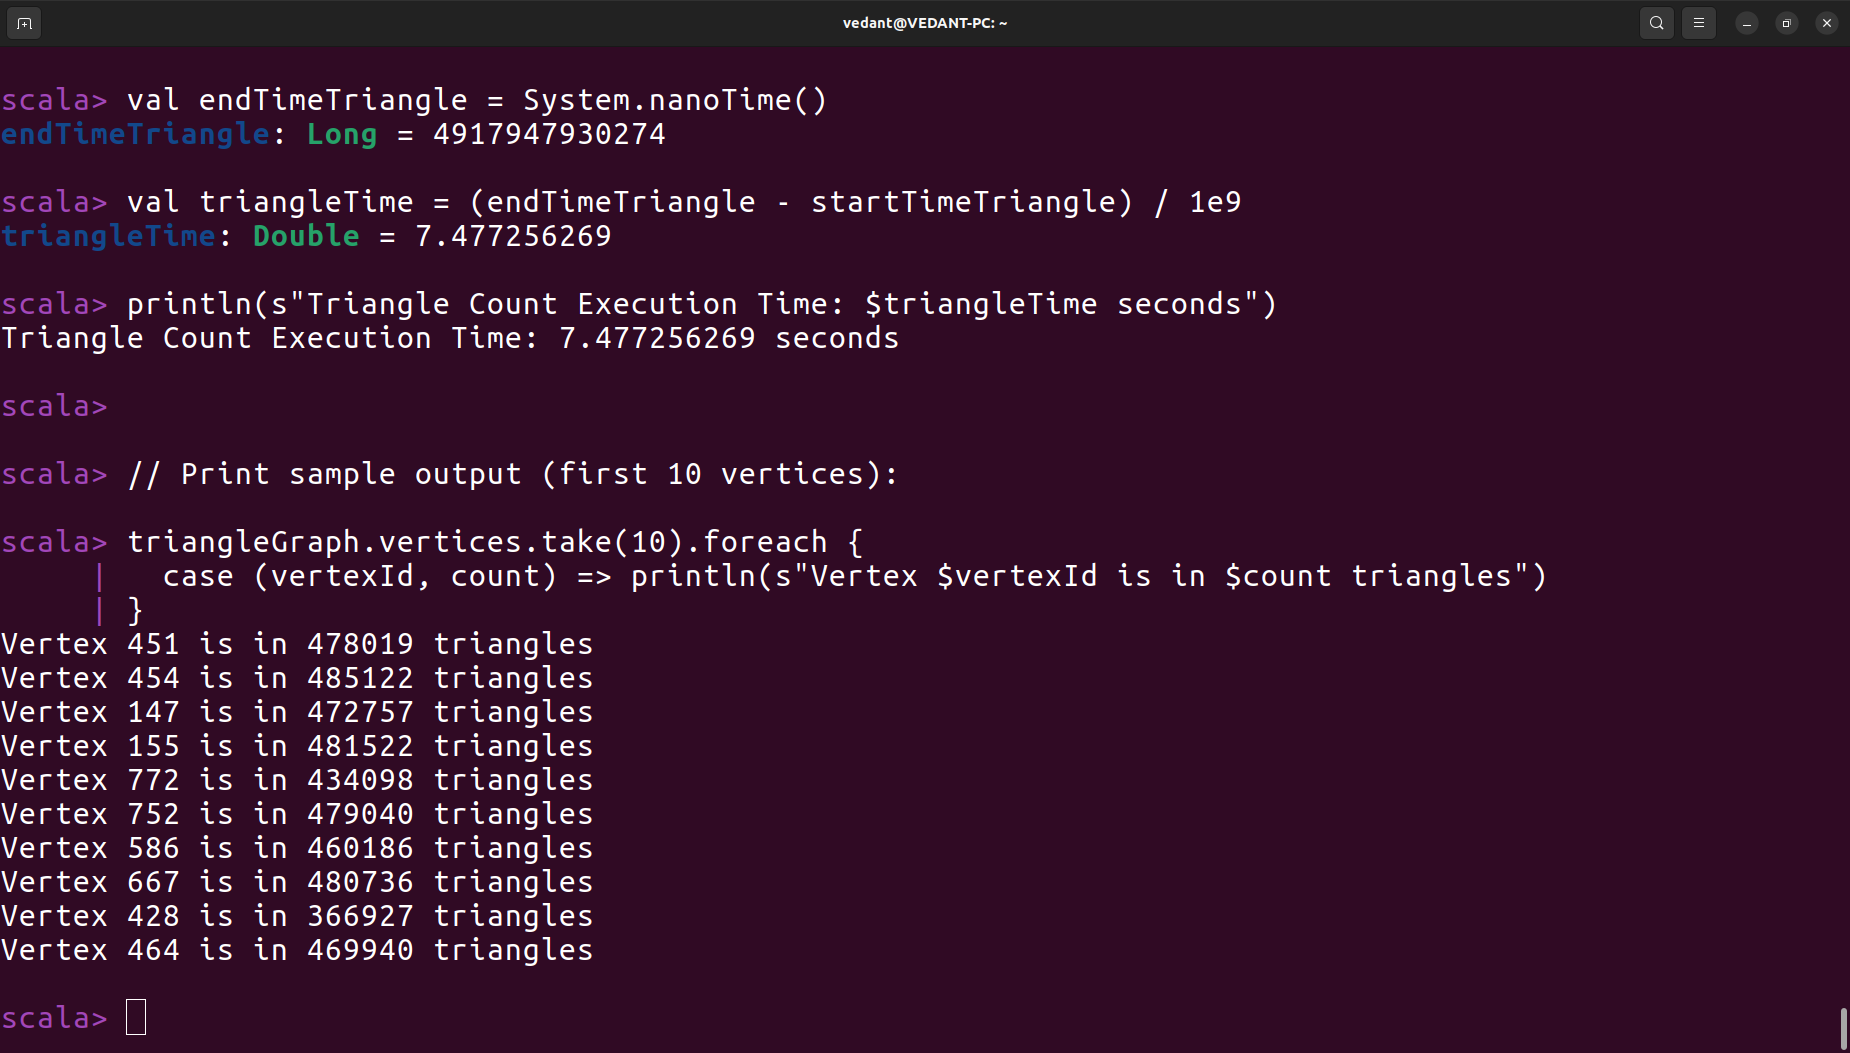 vedant@VEDANT-PC: ~
scala> val endTimeTriangle = System.nanoTime()
endTimeTriangle: Long = 4917947930274
scala> val triangleTime = (endTimeTriangle - startTimeTriangle) / 1e9
triangleTime: Double = 7.477256269
scala> println(s"Triangle Count Execution Time: $triangleTime seconds")
Triangle Count Execution Time: 7.477256269 seconds
scala>
scala> // Print sample output (first 10 vertices):
scala> triangleGraph.vertices.take(10).foreach {
     |   case (vertexId, count) => println(s"Vertex $vertexId is in $count triangles")
     | }
Vertex 451 is in 478019 triangles
Vertex 454 is in 485122 triangles
Vertex 147 is in 472757 triangles
Vertex 155 is in 481522 triangles
Vertex 772 is in 434098 triangles
Vertex 752 is in 479040 triangles
Vertex 586 is in 460186 triangles
Vertex 667 is in 480736 triangles
Vertex 428 is in 366927 triangles
Vertex 464 is in 469940 triangles
scala>